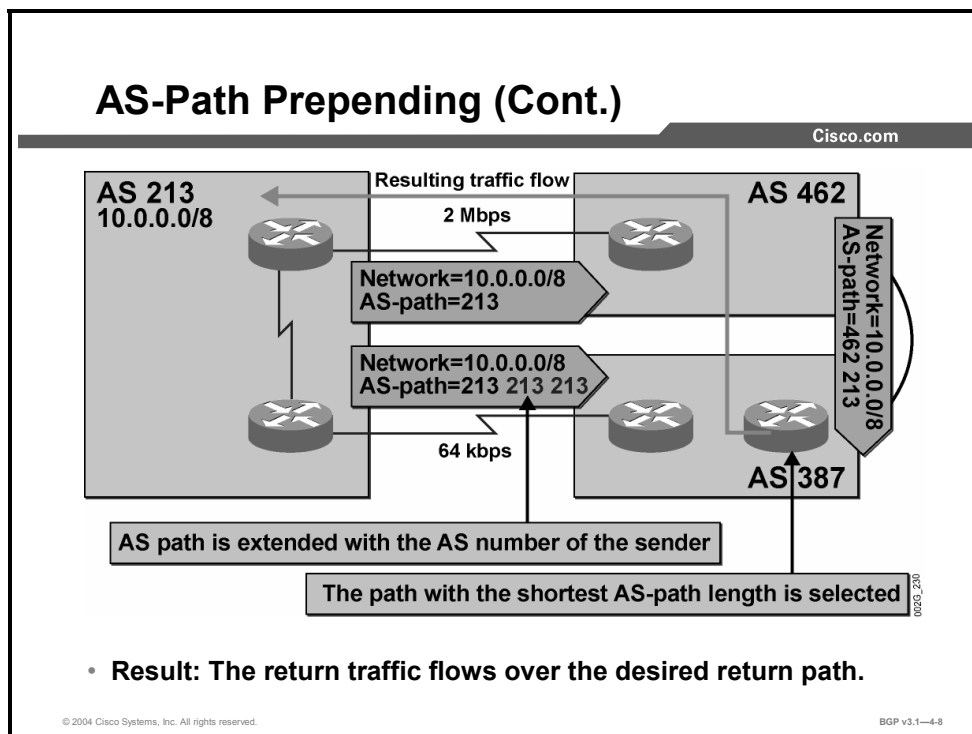 AS-Path Prepending (Cont.)
Cisco.com
AS 213
10.0.0.0/8
Resulting traffic flow
2 Mbps
AS 462
Network=10.0.0.0/8
AS-path=213
Network=10.0.0.0/8
AS-path=462 213
Network=10.0.0.0/8
AS-path=213 213 213
64 kbps
AS 387
AS path is extended with the AS number of the sender
The path with the shortest AS-path length is selected
002G_230
• Result: The return traffic flows over the desired return path.
© 2004 Cisco Systems, Inc. All rights reserved.
BGP v3.1—4-8